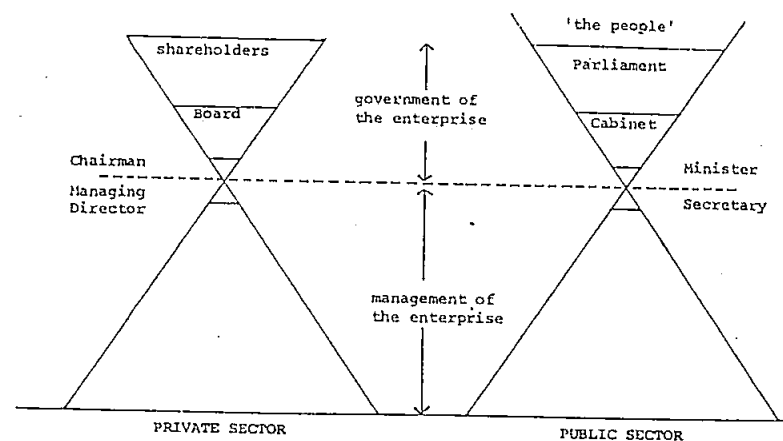 'the people'
shareholders
Parliament
government of
the enterprise
Board
Cabinet
Chairman
Minister
Managing
Director
Secretary
management of
the enterprise
PRIVATE SECTOR
PUBLIC SECTOR